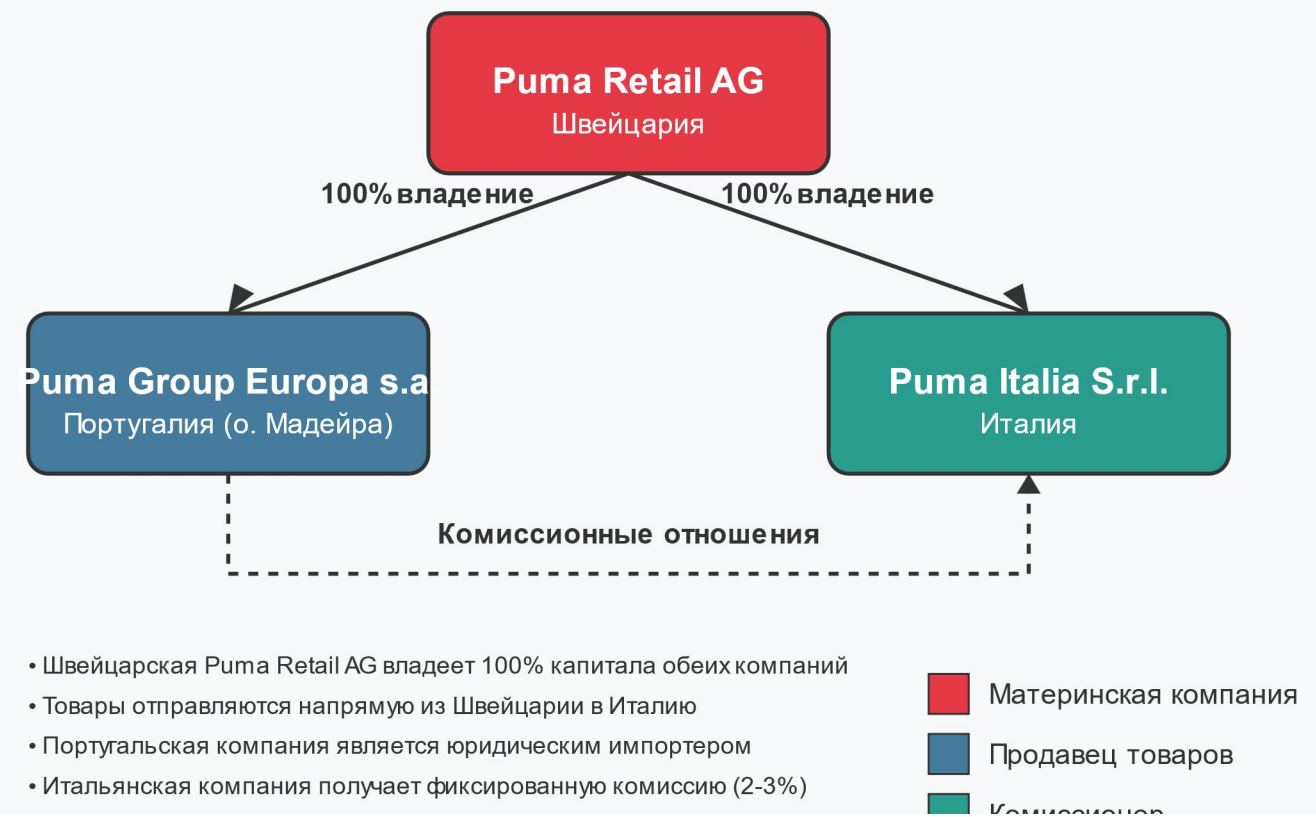 Puma Retail AG
Швейцария
100% владение
100% владение
Puma Group Europa s.a.
Португалия (о. Мадейра)
Puma Italia S.r.l.
Италия
Комиссионные отношения
• Швейцарская Puma Retail AG владеет 100% капитала обеих компаний
• Товары отправляются напрямую из Швейцарии в Италию
• Португальская компания является юридическим импортером
• Итальянская компания получает фиксированную комиссию (2-3%)
Материнская компания
Продавец товаров
Комиссионер